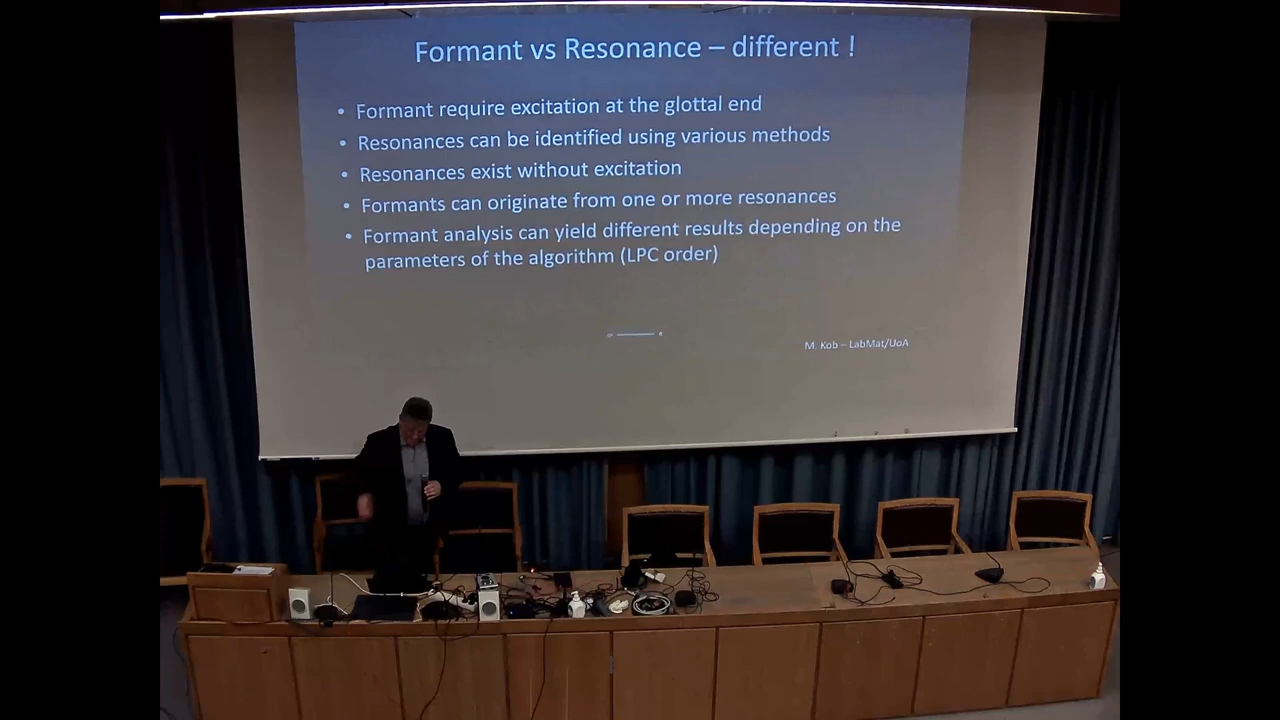 Formant vs Resonance – different !
• Formant require excitation at the glottal end
• Resonances can be identified using various methods
• Resonances exist without excitation
• Formants can originate from one or more resonances
• Formant analysis can yield different results depending on the
parameters of the algorithm (LPC order)
M. Kob – LabMat/UoA